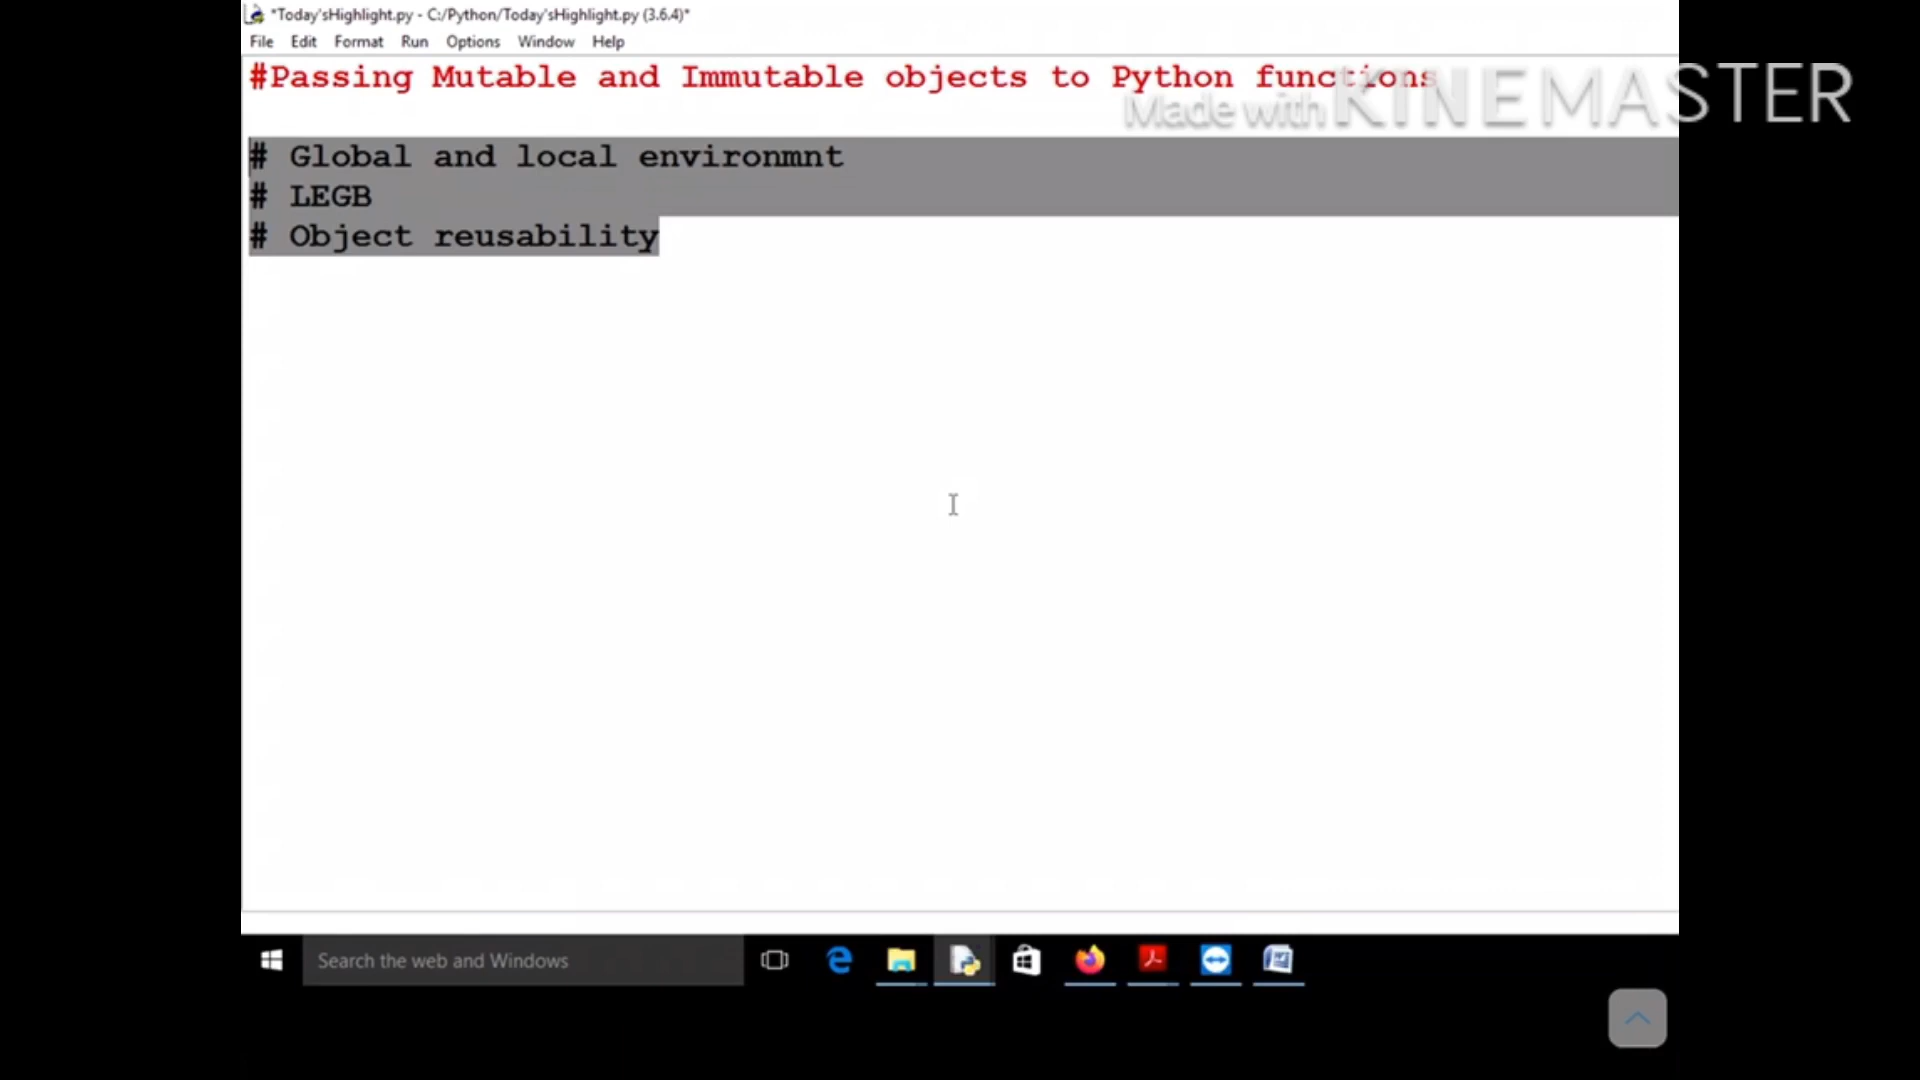 *Today'sHighlight.py - C:/Python/Today'sHighlight.py (3.6.4)*
File Edit Format Run Options Window Help
#Passing Mutable and Immutable objects to Python functions
Made with KINEMASTER
# Global and local environmnt
# LEGB
# Object reusability
Search the web and Windows